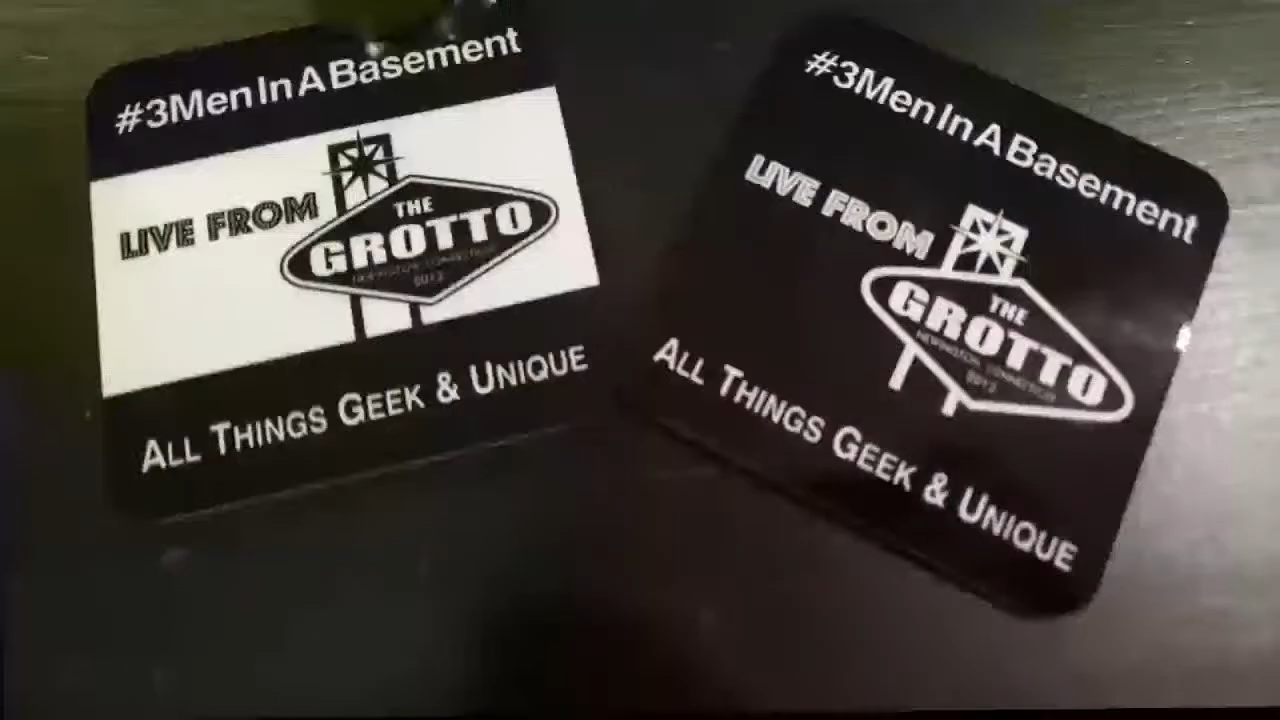 #3MenInABasement
LIVE FROM
THE
GROTTO
ALL THINGS GEEK & UNIQUE
#3MenInABasement
LIVE FROM
THE
GROTTO
ALL THINGS GEEK & UNIQUE